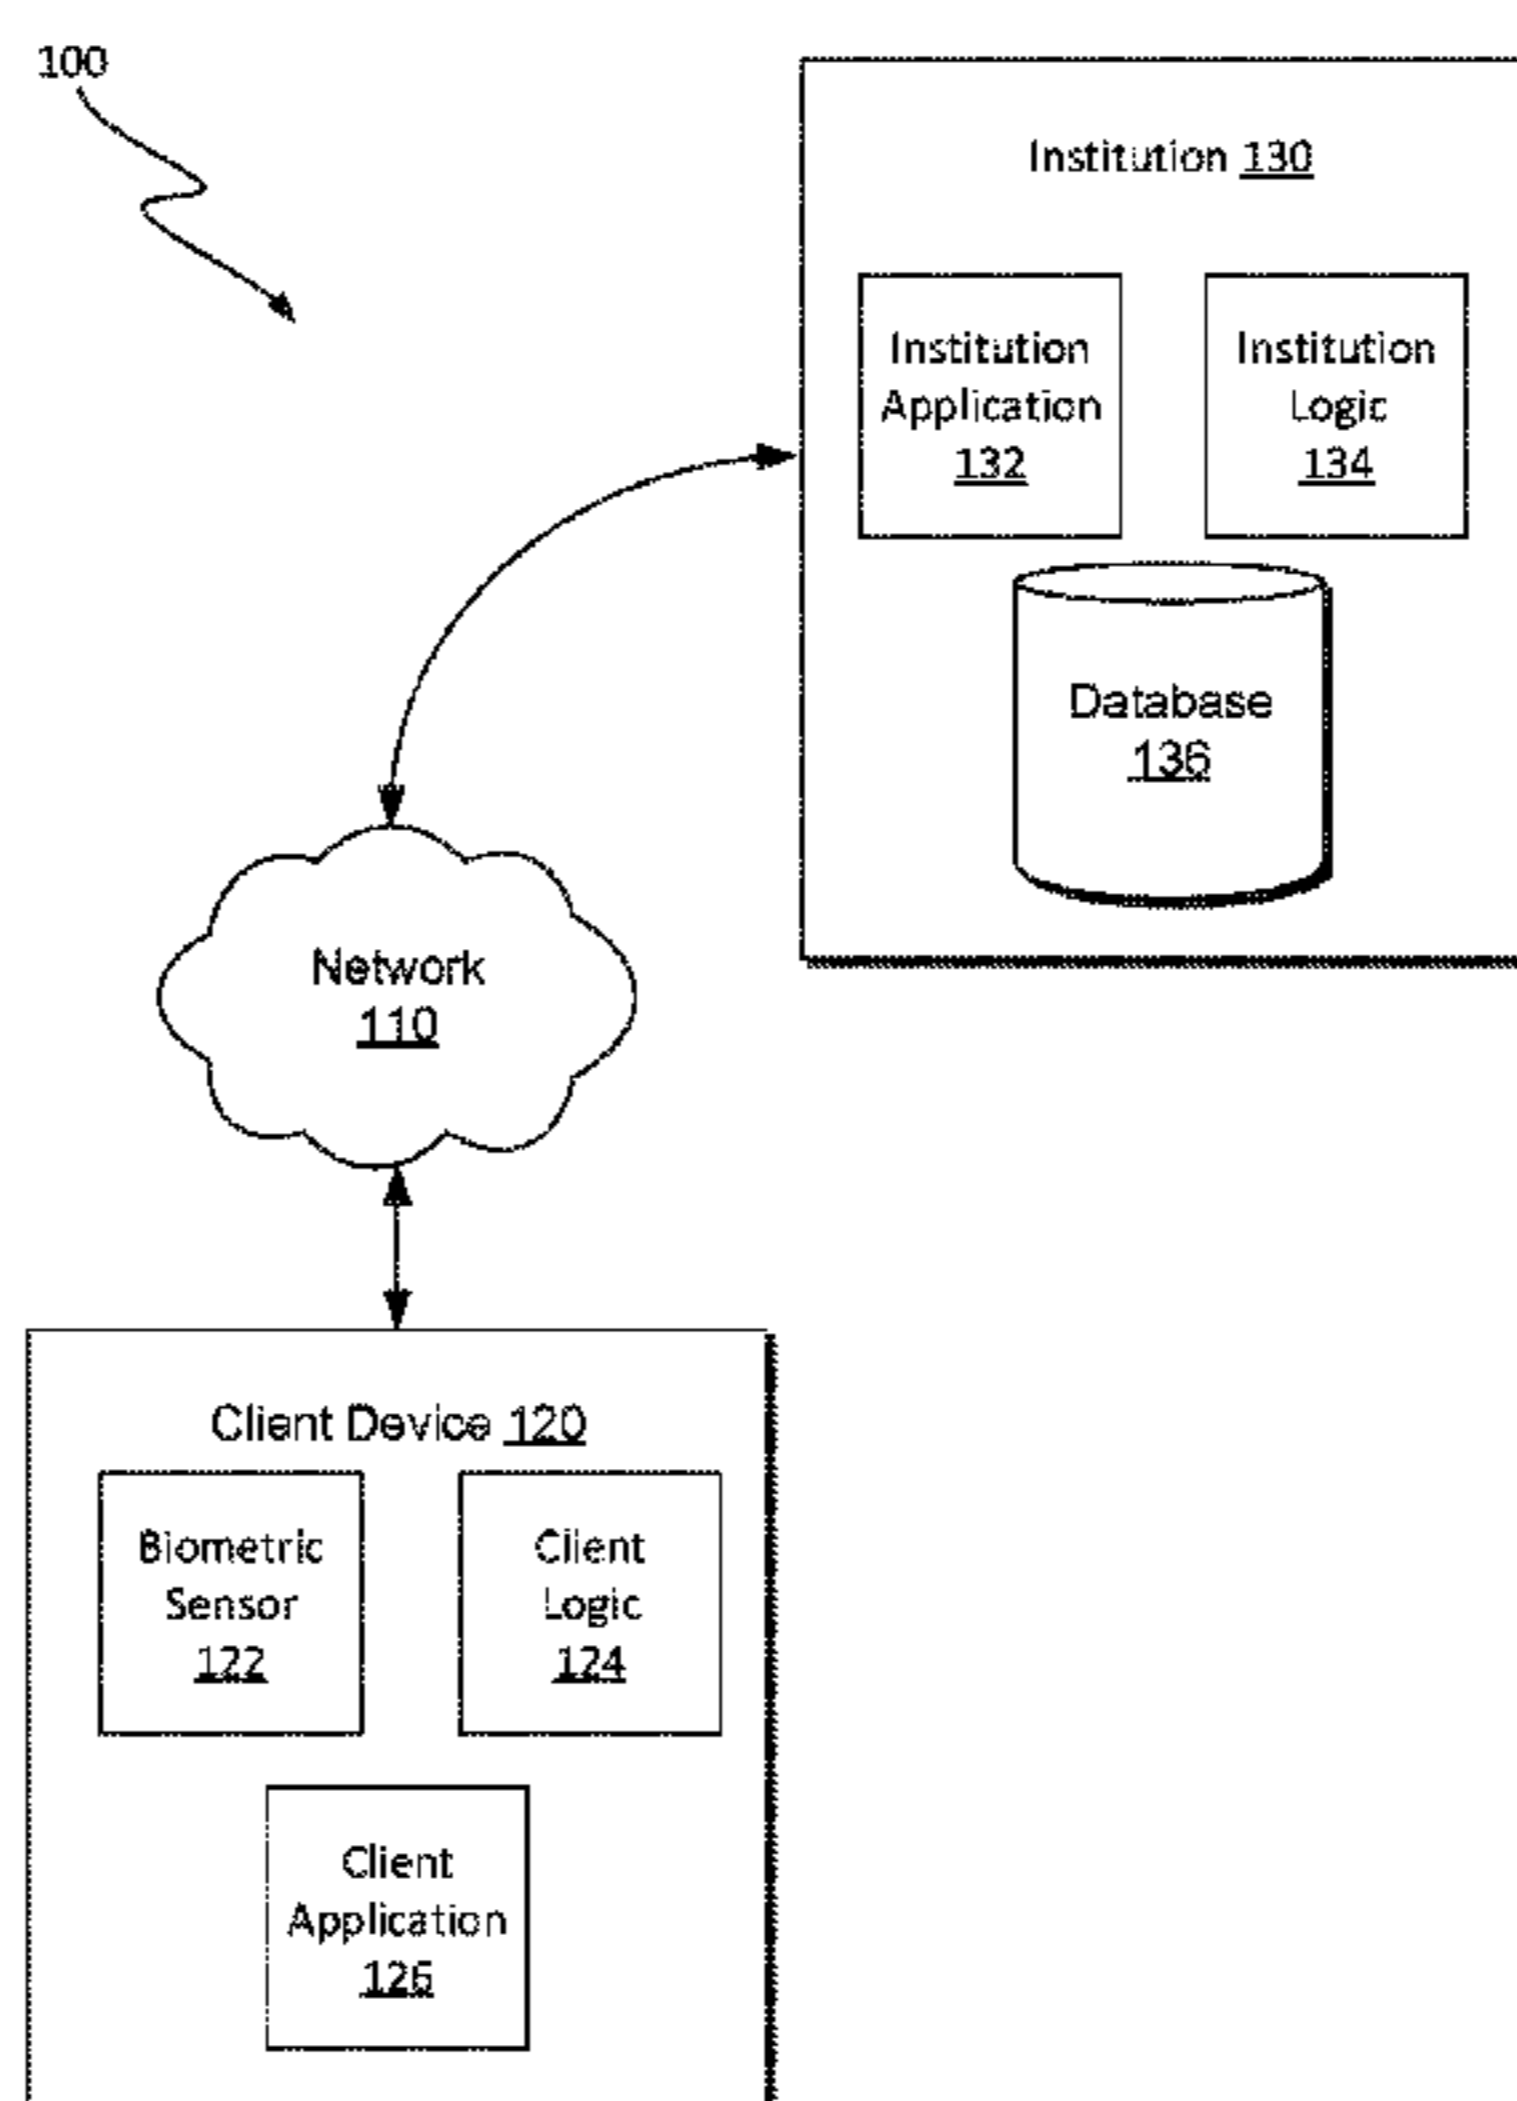 100
Institution 130
Institution
Application
132
Institution
Logic
134
Database
136
Network
110
Client Device 120
Biometric
Sensor
122
Client
Logic
124
Client
Application
126